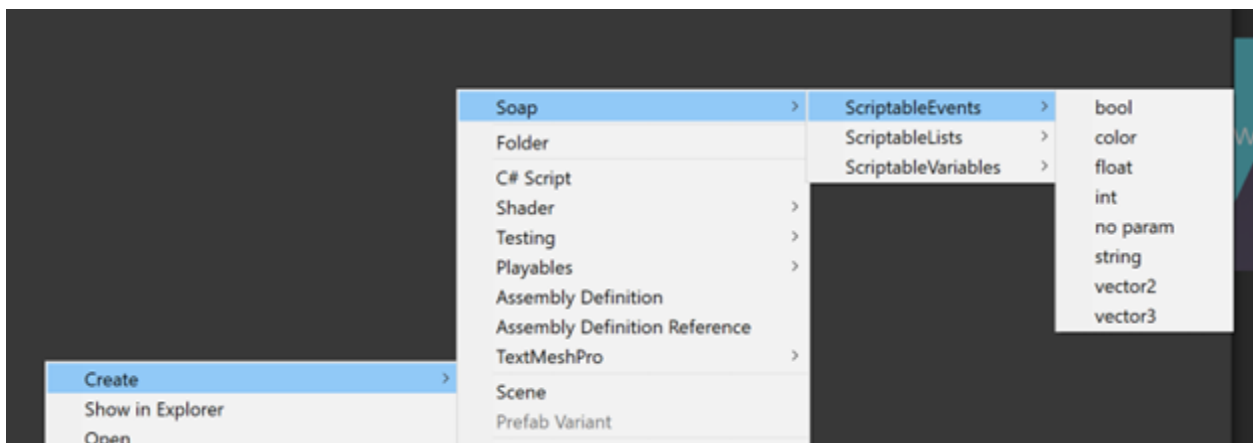 Soap
Folder
C# Script
Shader
Testing
Playables
Assembly Definition
Assembly Definition Reference
TextMeshPro
Scene
Prefab Variant
ScriptableEvents
ScriptableLists
ScriptableVariables
bool
color
float
int
no param
string
vector2
vector3
Create
Show in Explorer
Open